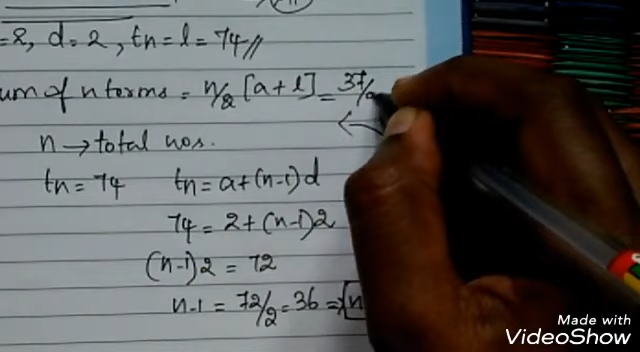 =2, d=2, tn=l=74//
um of n terms = n/2 [a+l] = 37/2
n → total nos.
tn = 74 tn = a+(n-1)d
74 = 2+(n-1)2
(n-1)2 = 72
n-1 = 72/2 = 36 ⇒ n
Made with
VideoShow